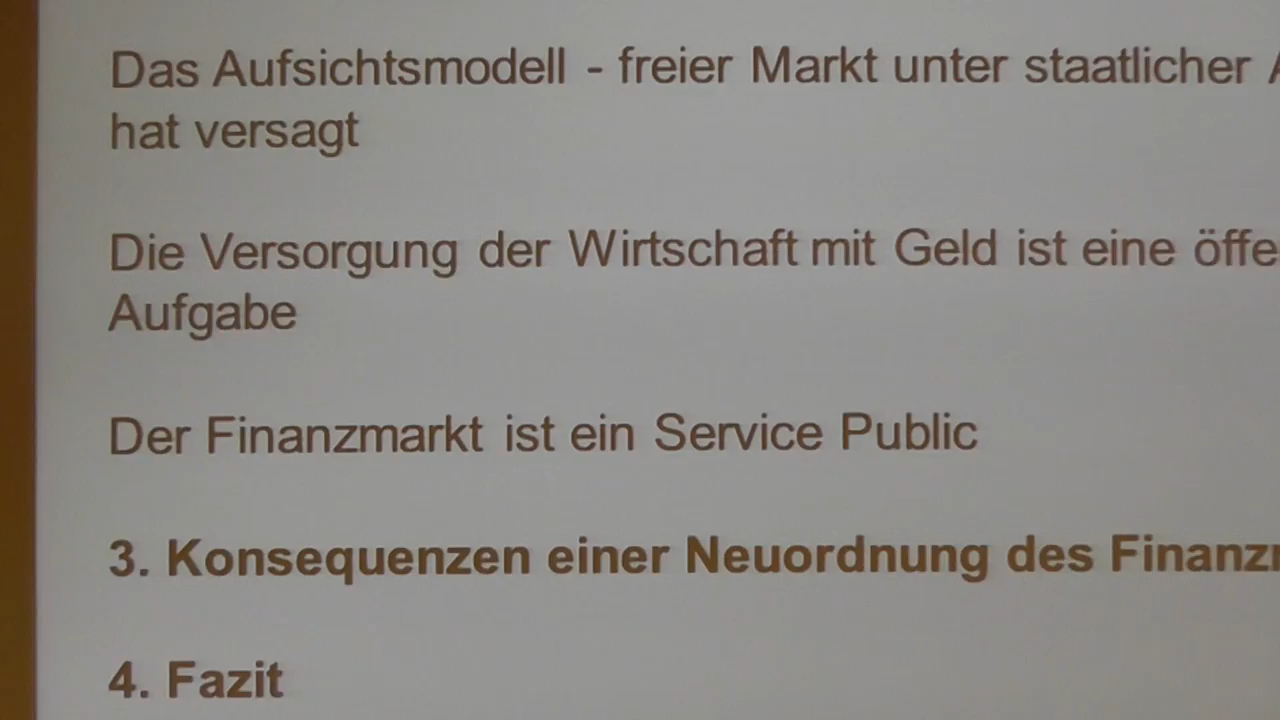 Das Aufsichtsmodell - freier Markt unter staatlicher
hat versagt
Die Versorgung der Wirtschaft mit Geld ist eine
Aufgabe
Der Finanzmarkt ist ein Service Public
3. Konsequenzen einer Neuordnung des
4. Fazit